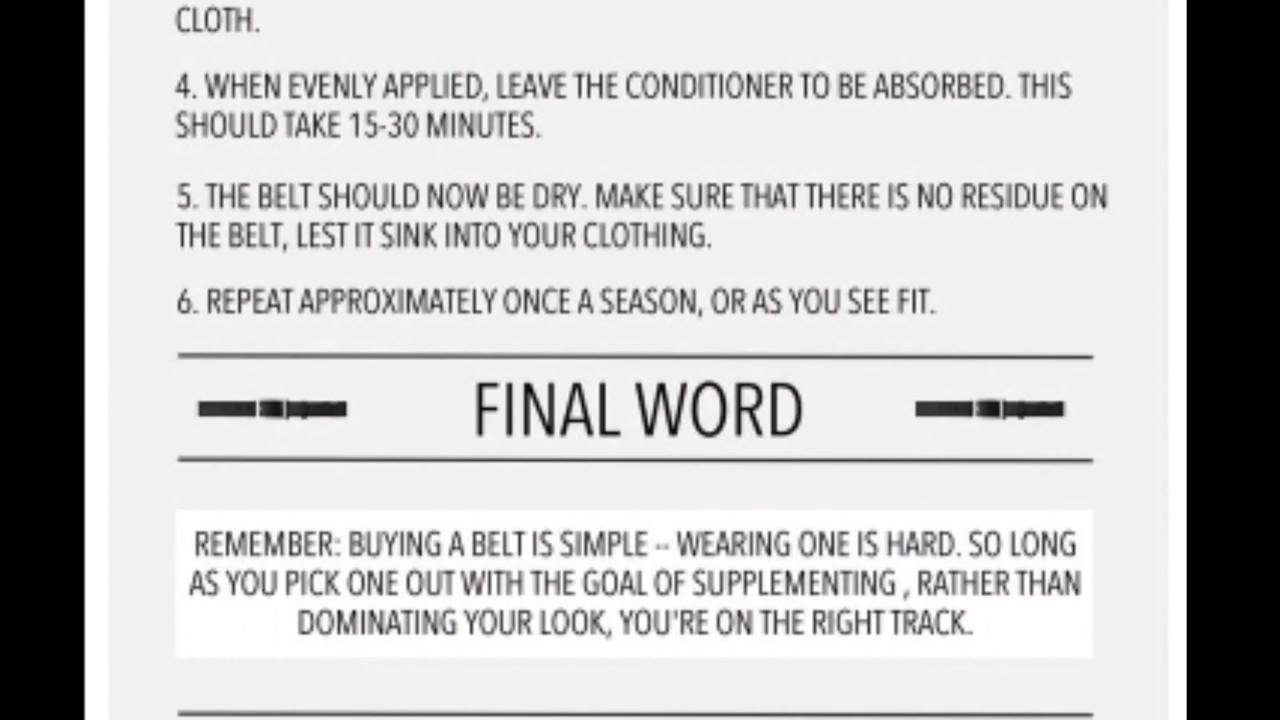 CLOTH.
4. WHEN EVENLY APPLIED, LEAVE THE CONDITIONER TO BE ABSORBED. THIS
SHOULD TAKE 15-30 MINUTES.
5. THE BELT SHOULD NOW BE DRY. MAKE SURE THAT THERE IS NO RESIDUE ON
THE BELT, LEST IT SINK INTO YOUR CLOTHING.
6. REPEAT APPROXIMATELY ONCE A SEASON, OR AS YOU SEE FIT.
FINAL WORD
REMEMBER: BUYING A BELT IS SIMPLE -- WEARING ONE IS HARD. SO LONG
AS YOU PICK ONE OUT WITH THE GOAL OF SUPPLEMENTING , RATHER THAN
DOMINATING YOUR LOOK, YOU'RE ON THE RIGHT TRACK.